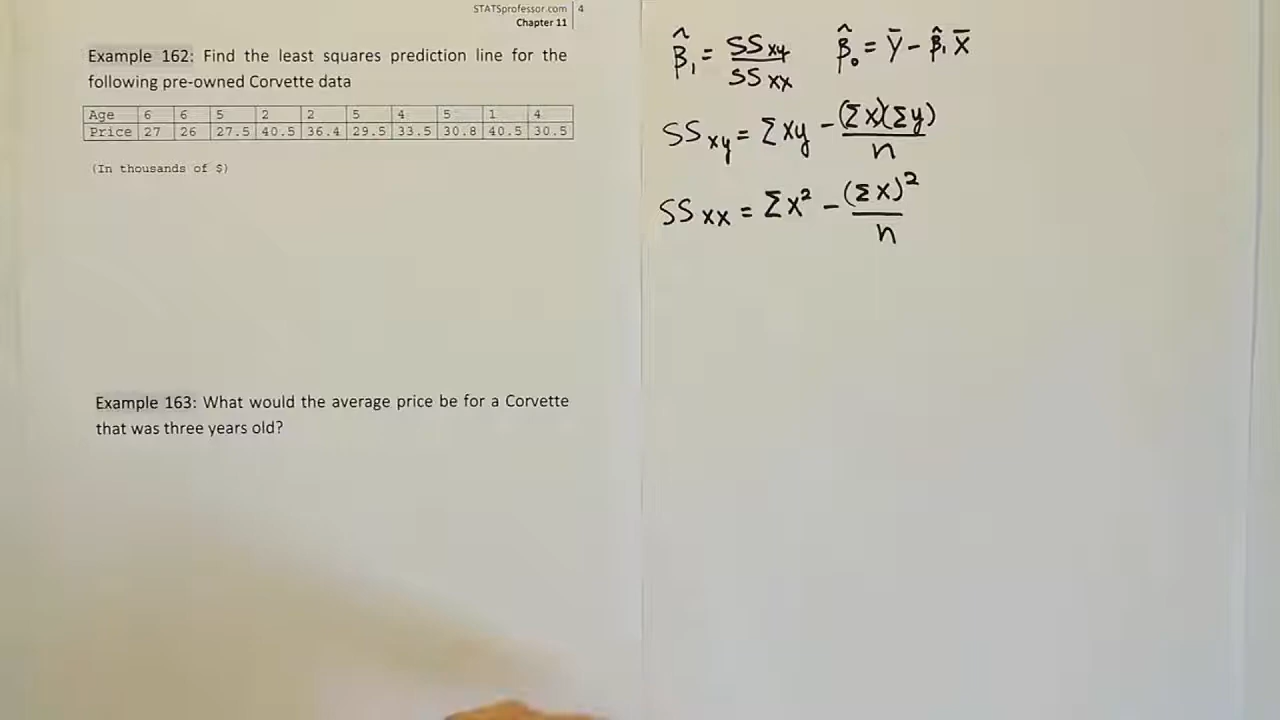 STATSprofessor.com 4
Chapter 11
Example 162: Find the least squares prediction line for the
following pre-owned Corvette data
Age 6 6 5 2 2 5 4 5 1 4
Price 27 26 27.5 40.5 36.4 29.5 33.5 30.8 40.5 30.5
(In thousands of $)
Example 163: What would the average price be for a Corvette
that was three years old?
β̂₁ = SSxy / SSxx β̂₀ = ȳ - β̂₁ x̄
SSxy = Σxy - (Σx)(Σy) / n
SSxx = Σx² - (Σx)² / n